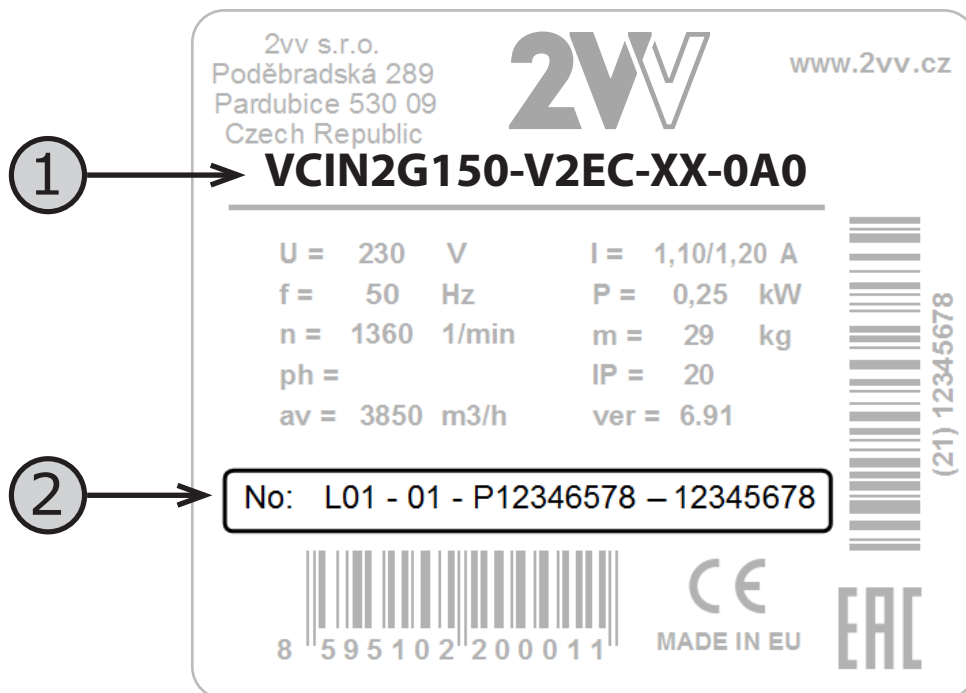 2vv s.r.o.
Poděbradská 289
Pardubice 530 09
Czech Republic
2VV
www.2vv.cz
1
VCIN2G150-V2EC-XX-0A0
U = 230 V I = 1,10/1,20 A
f = 50 Hz P = 0,25 kW
n = 1360 1/min m = 29 kg
ph = IP = 20
av = 3850 m3/h ver = 6.91
(21) 12345678
2
No: L01 - 01 - P12346578 – 12345678
8 595102 200011
CE
MADE IN EU
EAC